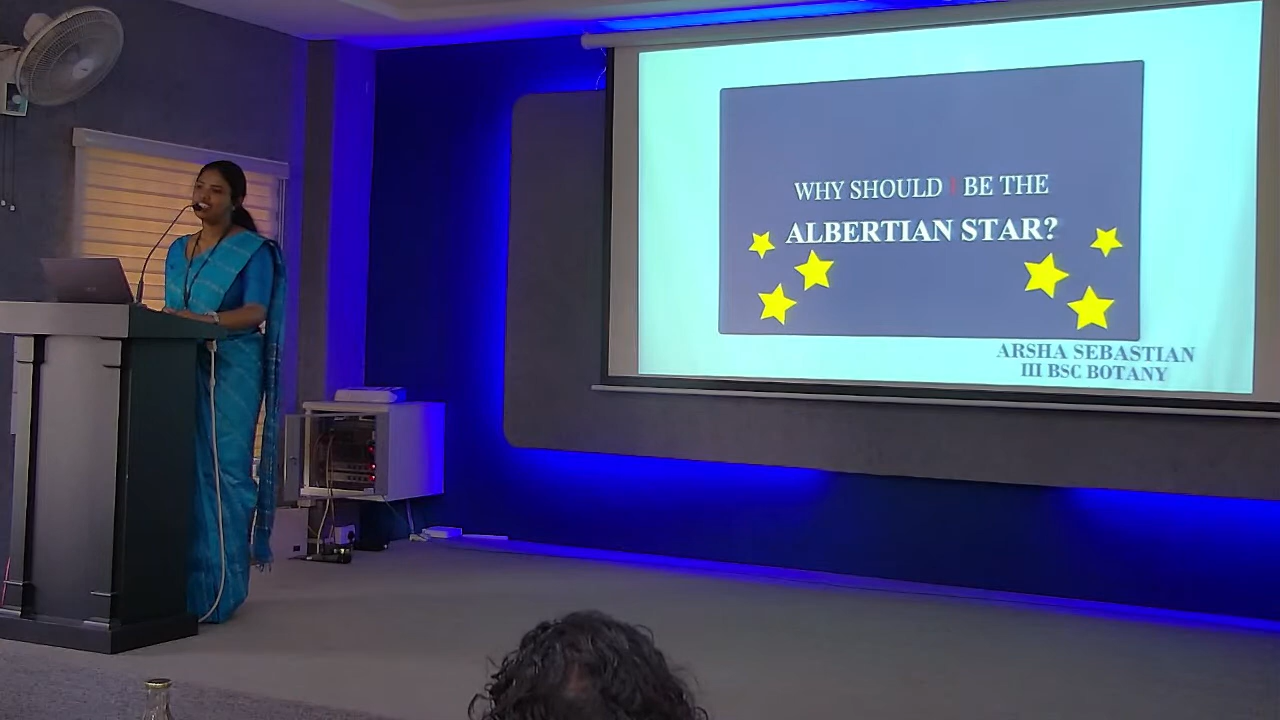 WHY SHOULD I BE THE
ALBERTIAN STAR?
ARSHA SEBASTIAN
III BSC BOTANY